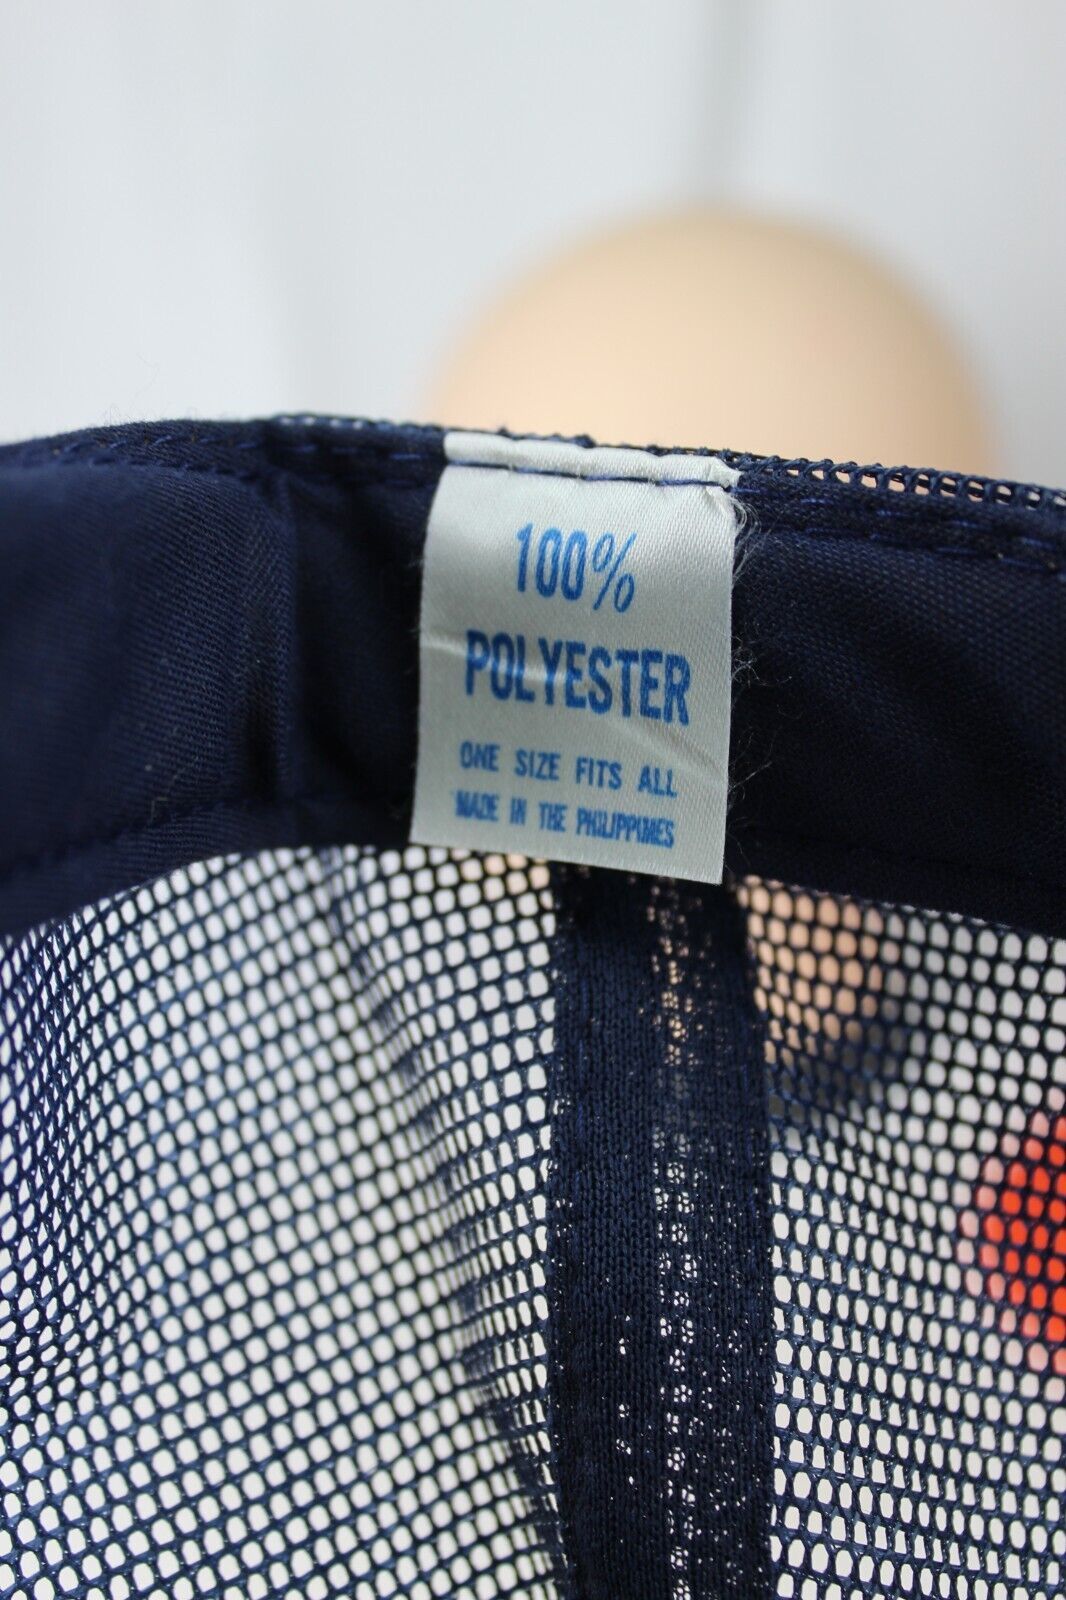 100%
POLYESTER
ONE SIZE FITS ALL
MADE IN THE PHILIPPINES